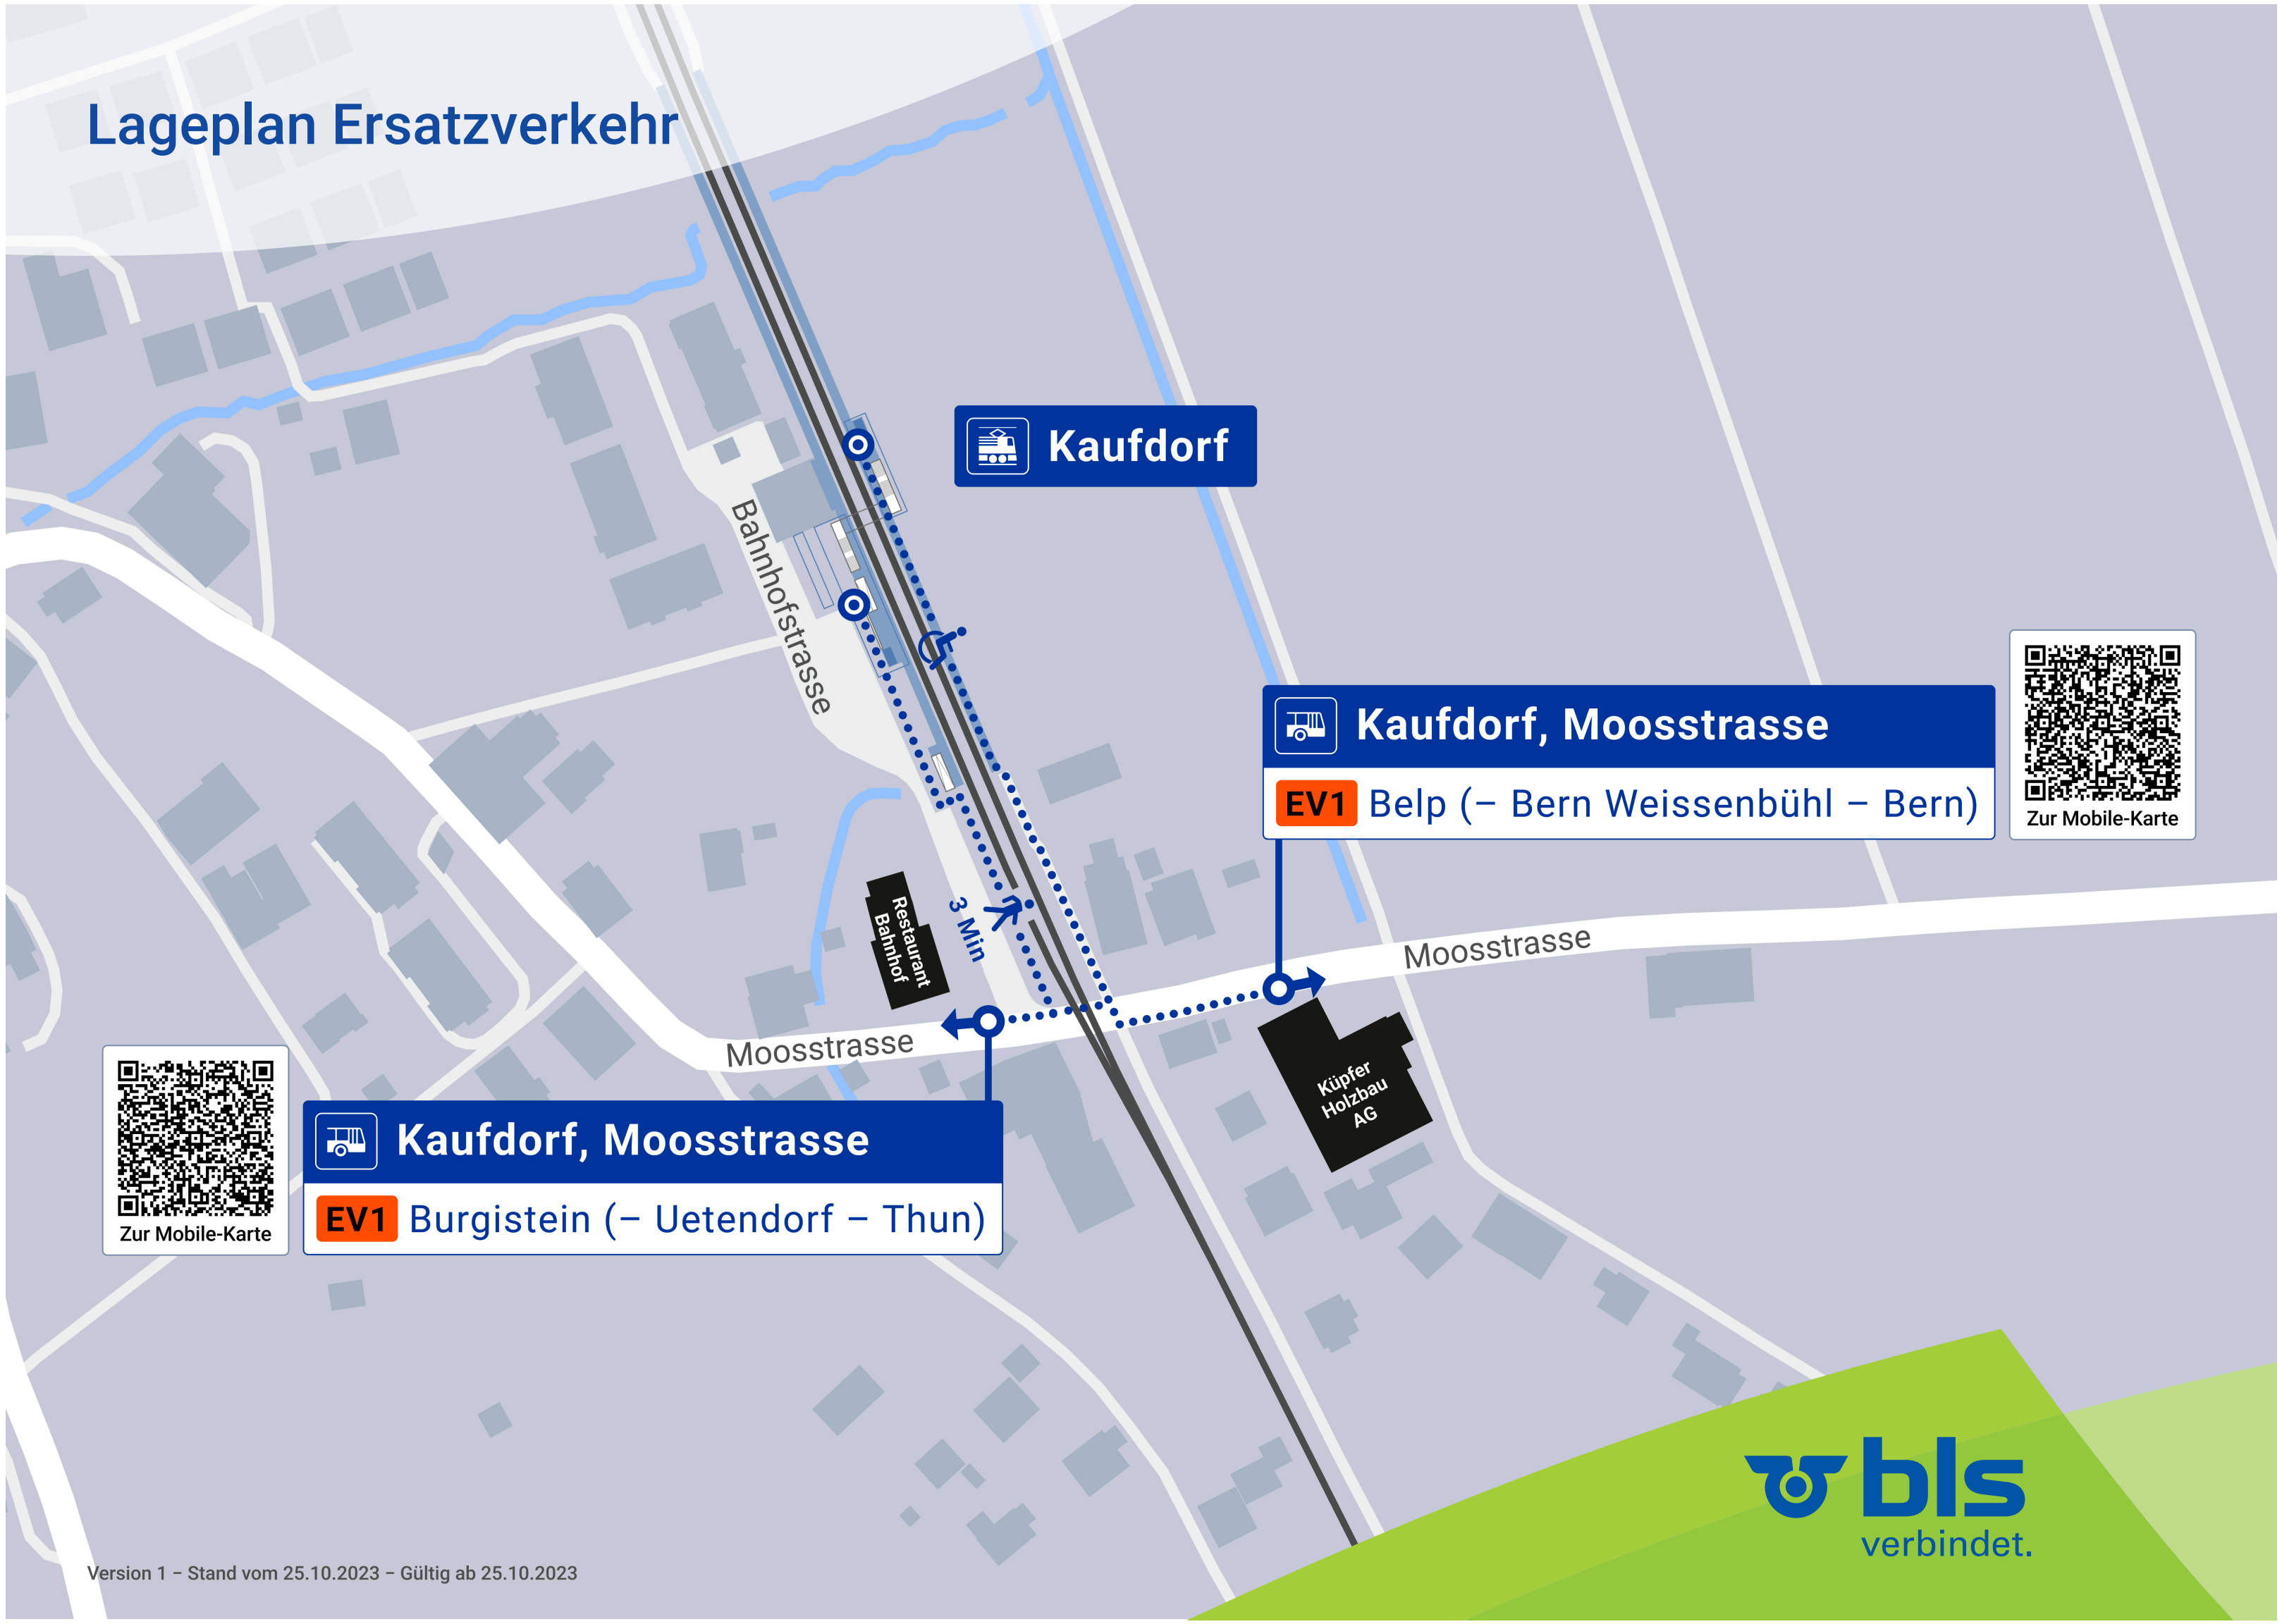 Lageplan Ersatzverkehr
Kaufdorf
Bahnhofstrasse
Kaufdorf, Moosstrasse
EV1 Belp (– Bern Weissenbühl – Bern)
Zur Mobile-Karte
Restaurant
Bahnhof
3 Min
Moosstrasse
Moosstrasse
Küpfer
Holzbau
AG
Zur Mobile-Karte
Kaufdorf, Moosstrasse
EV1 Burgistein (– Uetendorf – Thun)
bls
verbindet.
Version 1 – Stand vom 25.10.2023 – Gültig ab 25.10.2023